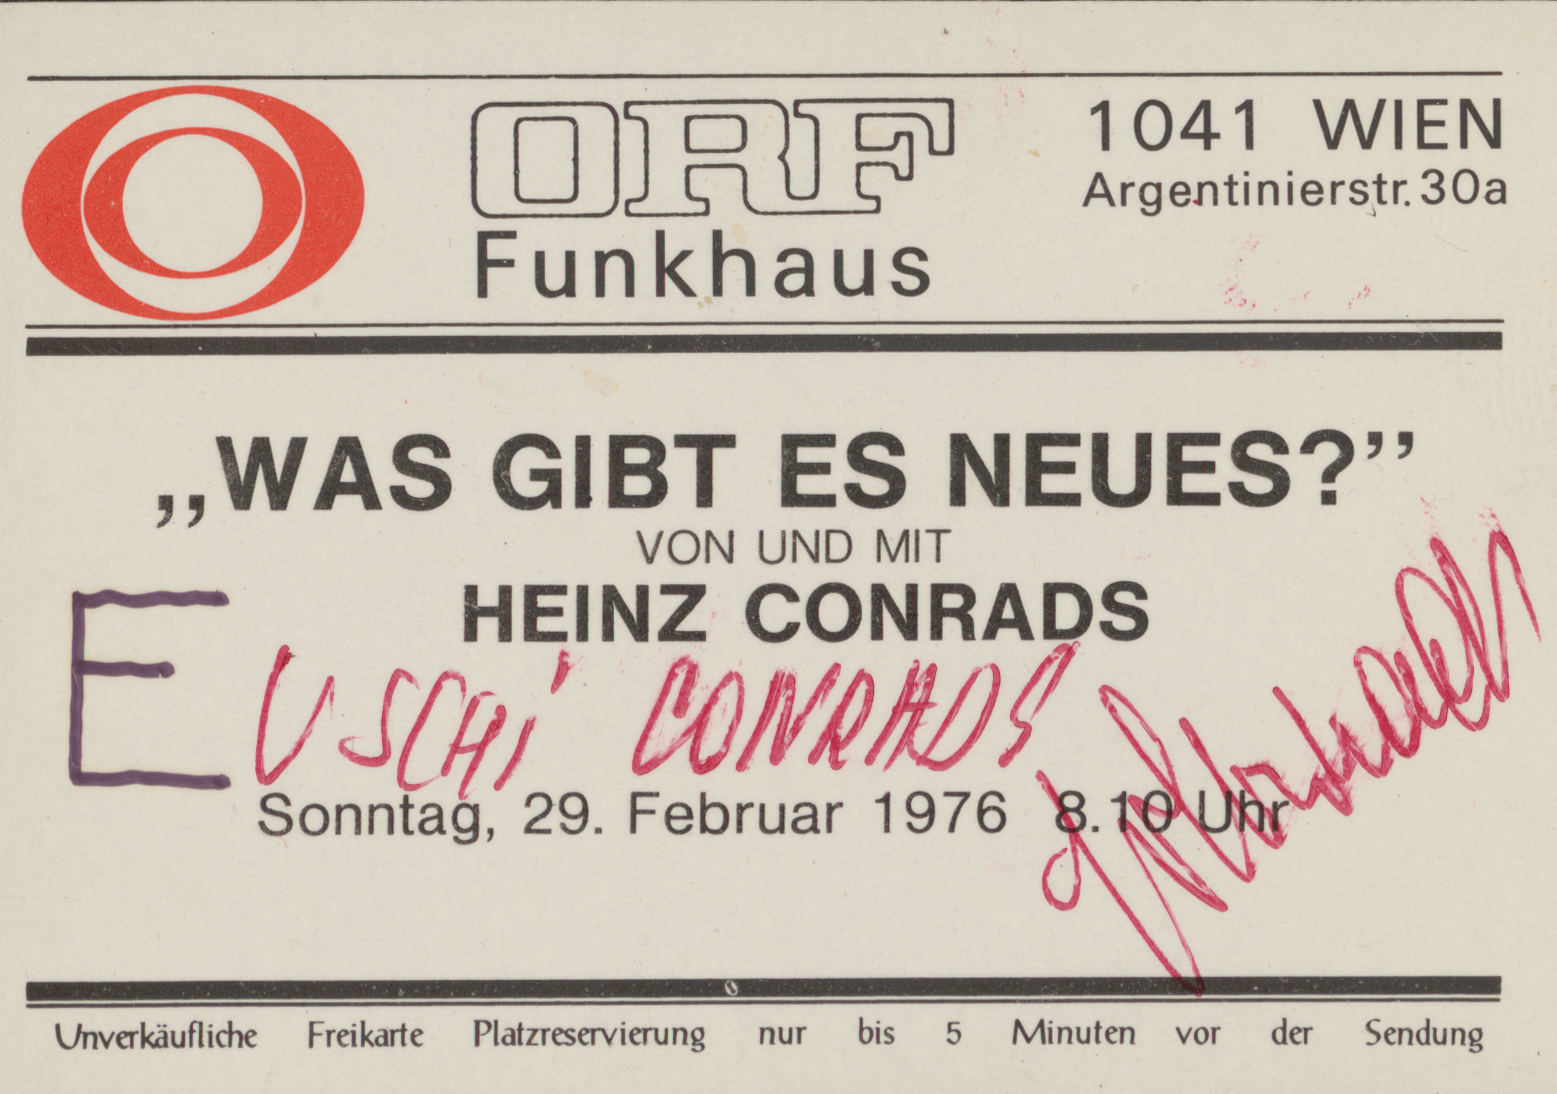 ORF
Funkhaus
1041 WIEN
Argentinierstr. 30a
„WAS GIBT ES NEUES?”
VON UND MIT
HEINZ CONRADS
E
USCHI CONRADS
Sonntag, 29. Februar 1976 8.10 Uhr
Unverkäufliche Freikarte Platzreservierung nur bis 5 Minuten vor der Sendung